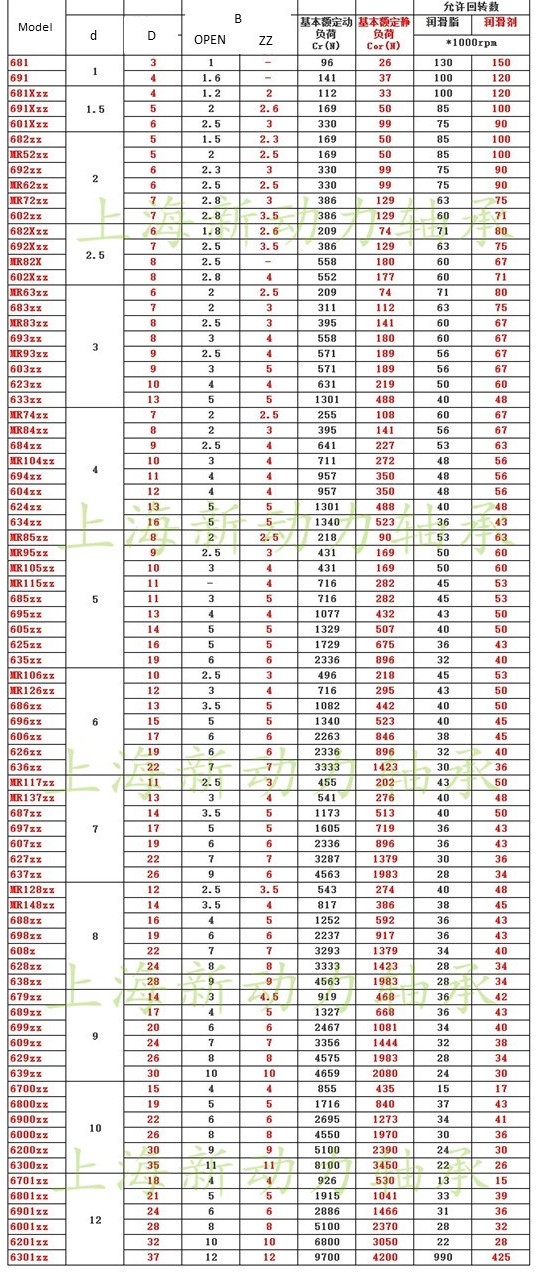 Model d D B 基本额定动负荷 Cr(N) 基本额定静负荷 Cor(N) 允许回转数
OPEN ZZ 润滑脂 润滑剂
*1000rpm
681 1 3 1 - 96 26 130 150
691 4 1.6 - 141 37 100 120
681Xzz 1.5 4 1.2 2 112 33 100 120
691Xzz 5 2 2.6 169 50 85 100
601Xzz 6 2.5 3 330 99 75 90
682zz 2 5 1.5 2.3 169 50 85 100
MR52zz 5 2 2.5 169 50 85 100
692zz 6 2.3 3 330 99 75 90
MR62zz 6 2.5 2.5 330 99 75 90
MR72zz 7 2.8 3 386 129 63 75
602zz 7 2.8 3.5 386 129 60 71
682Xzz 2.5 6 1.8 2.6 209 74 71 80
692Xzz 7 2.5 3.5 386 129 63 75
MR82X 8 2.5 - 558 180 60 67
602Xzz 8 2.8 4 552 177 60 71
MR63zz 3 6 2 2.5 209 74 71 80
683zz 7 2 3 311 112 63 75
MR83zz 8 2.5 3 395 141 60 67
693zz 8 3 4 558 180 60 67
MR93zz 9 2.5 4 571 189 56 67
603zz 9 3 5 571 189 56 67
623zz 10 4 4 631 219 50 60
633zz 13 5 5 1301 488 40 48
MR74zz 4 7 2 2.5 255 108 60 67
MR84zz 8 2 3 395 141 56 67
684zz 9 2.5 4 641 227 53 63
MR104zz 10 3 4 711 272 48 56
694zz 11 4 4 957 350 48 56
604zz 12 4 4 957 350 48 56
624zz 13 5 5 1301 488 40 48
634zz 16 5 5 1340 523 36 43
MR85zz 5 8 2 2.5 218 90 53 63
MR95zz 9 2.5 3 431 169 50 60
MR105zz 10 3 4 431 169 50 60
MR115zz 11 - 4 716 282 45 53
685zz 11 3 5 716 282 45 53
695zz 13 4 4 1077 432 43 50
605zz 14 5 5 1329 507 40 50
625zz 16 5 5 1729 675 36 43
635zz 19 6 6 2336 896 32 40
MR106zz 6 10 2.5 3 496 218 45 53
MR126zz 12 3 4 716 295 43 50
686zz 13 3.5 5 1082 442 40 50
696zz 15 5 5 1340 523 40 45
606zz 17 6 6 2263 846 38 45
626zz 19 6 6 2336 896 32 40
636zz 22 7 7 3333 1423 30 36
MR117zz 7 11 2.5 3 455 202 43 50
MR137zz 13 3 4 541 276 40 48
687zz 14 3.5 5 1173 513 40 50
697zz 17 5 5 1605 719 36 43
607zz 19 6 6 2336 896 36 43
627zz 22 7 7 3287 1379 30 36
637zz 26 9 6 4563 1983 28 34
MR128zz 8 12 2.5 3.5 543 274 40 48
MR148zz 14 3.5 4 817 386 38 45
688zz 16 4 5 1252 592 36 43
698zz 19 6 6 2237 917 36 43
608z 22 7 7 3293 1379 34 40
628zz 24 8 8 3333 1423 28 34
638zz 28 9 9 4563 1983 28 34
679zz 9 14 3 4.5 919 468 36 42
689zz 17 4 5 1327 668 36 43
699zz 20 6 6 2467 1081 34 40
609zz 24 7 7 3356 1444 32 38
629zz 26 8 8 4575 1983 28 34
639zz 30 10 10 4659 2080 24 30
6700zz 10 15 4 4 855 435 15 17
6800zz 19 5 5 1716 840 37 43
6900zz 22 6 6 2695 1273 34 41
6000zz 26 8 8 4550 1970 30 36
6200zz 30 9 9 5100 2390 24 30
6300zz 35 11 11 8100 3450 22 26
6701zz 12 18 4 4 926 530 13 15
6801zz 21 5 5 1915 1041 33 39
6901zz 24 6 6 2886 1466 31 36
6001zz 28 8 8 5100 2370 28 32
6201zz 32 10 10 6800 3050 22 28
6301zz 37 12 12 9700 4200 990 425
上海新动力轴承
上海新动力轴承
上海新动力轴承
上海新动力轴承
上海新动力轴承